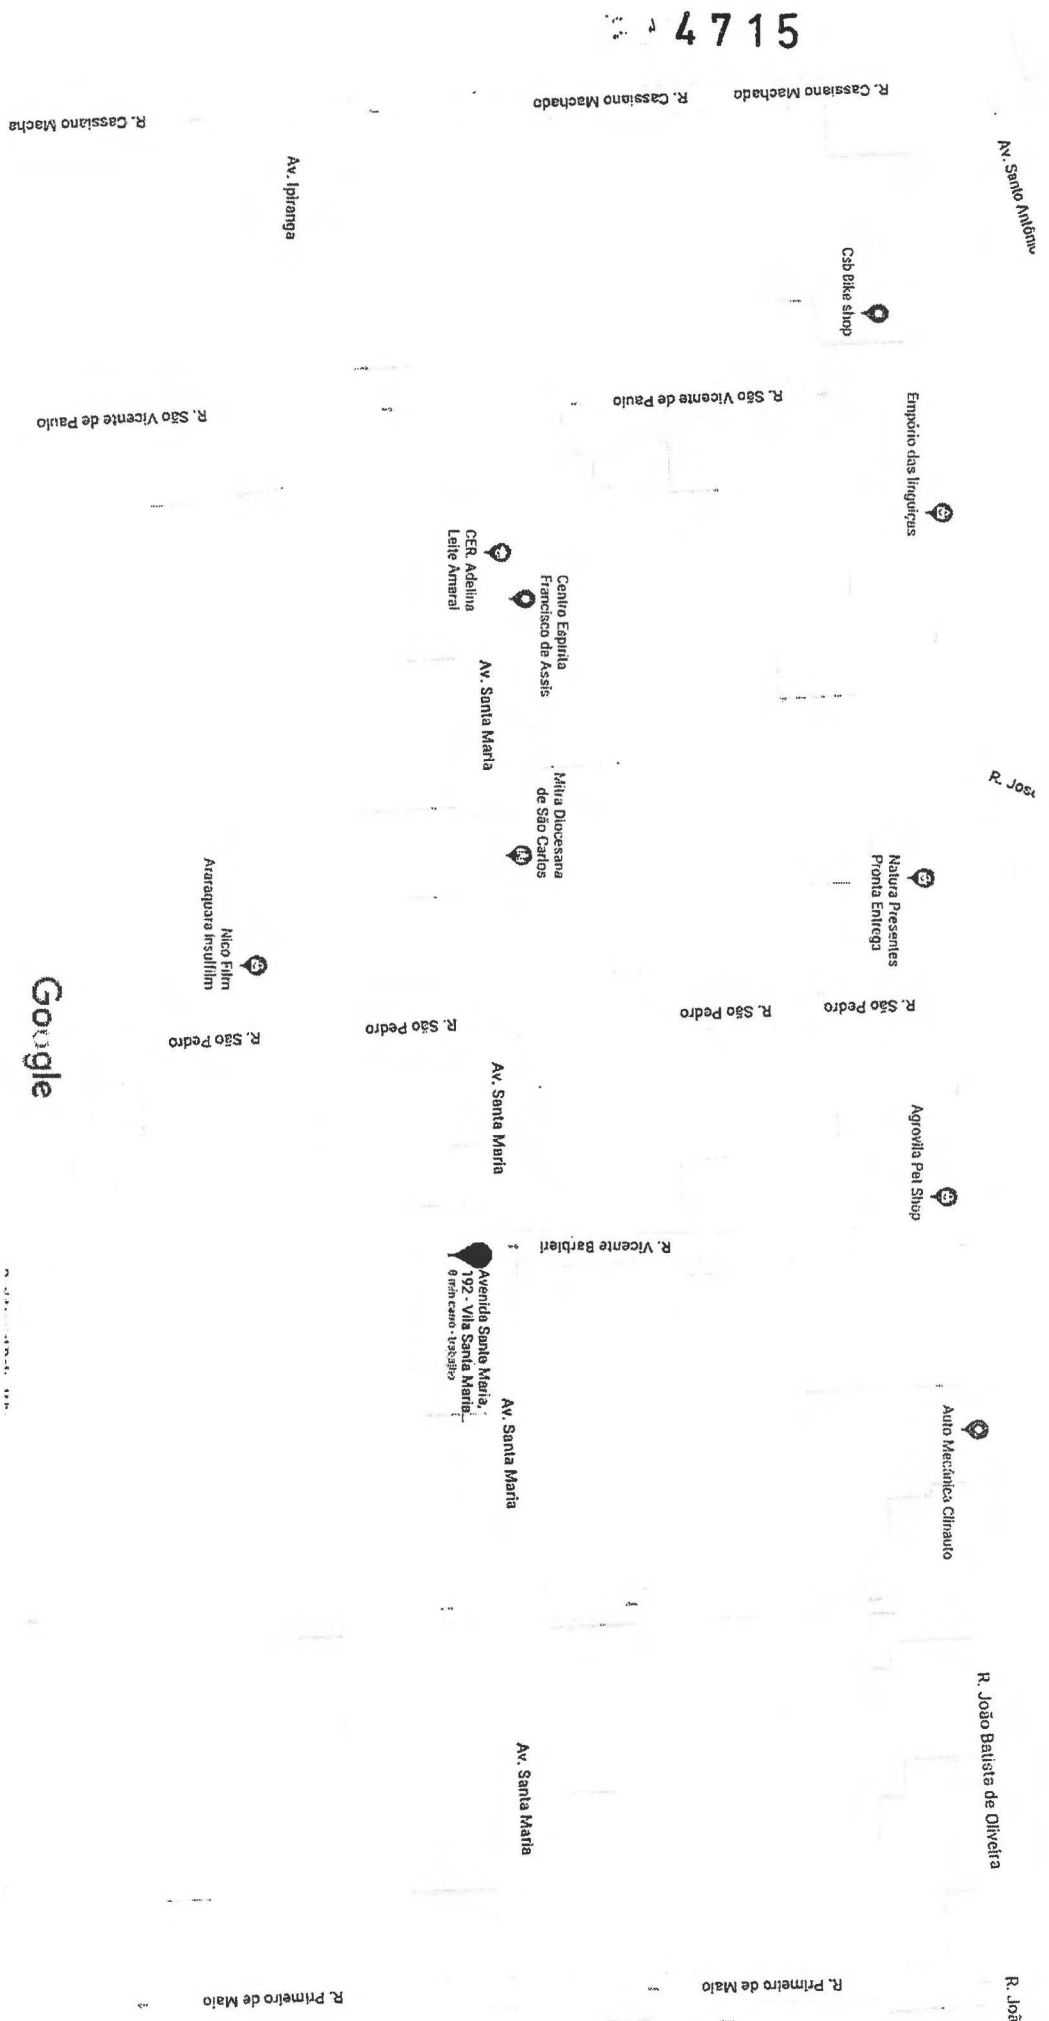 4715
R. Cassiano Machado
R. Cassiano Machado
R. Cassiano Macha
Av. Ipiranga
Av. Santo Antônio
Csb Bike shop
R. São Vicente de Paulo
R. São Vicente de Paulo
Empório das linguiças
CER. Adelina
Leite Amaral
Centro Espírita
Francisco de Assis
Av. Santa Maria
R. José
Mitra Diocesana
de São Carlos
Natura Presentes
Pronta Entrega
Nico Film
Araraquara Insulfilm
Google
R. São Pedro
R. São Pedro
R. São Pedro
R. São Pedro
Av. Santa Maria
Agrovila Pet Shop
R. Vicente Barbieri
Avenida Santa Maria,
192 - Vila Santa Maria
8 min carro - trabalho
Av. Santa Maria
Auto Mecânica Clinauto
R. João Batista de Oliveira
Av. Santa Maria
R. Primeiro de Maio
R. Primeiro de Maio
R. Joã